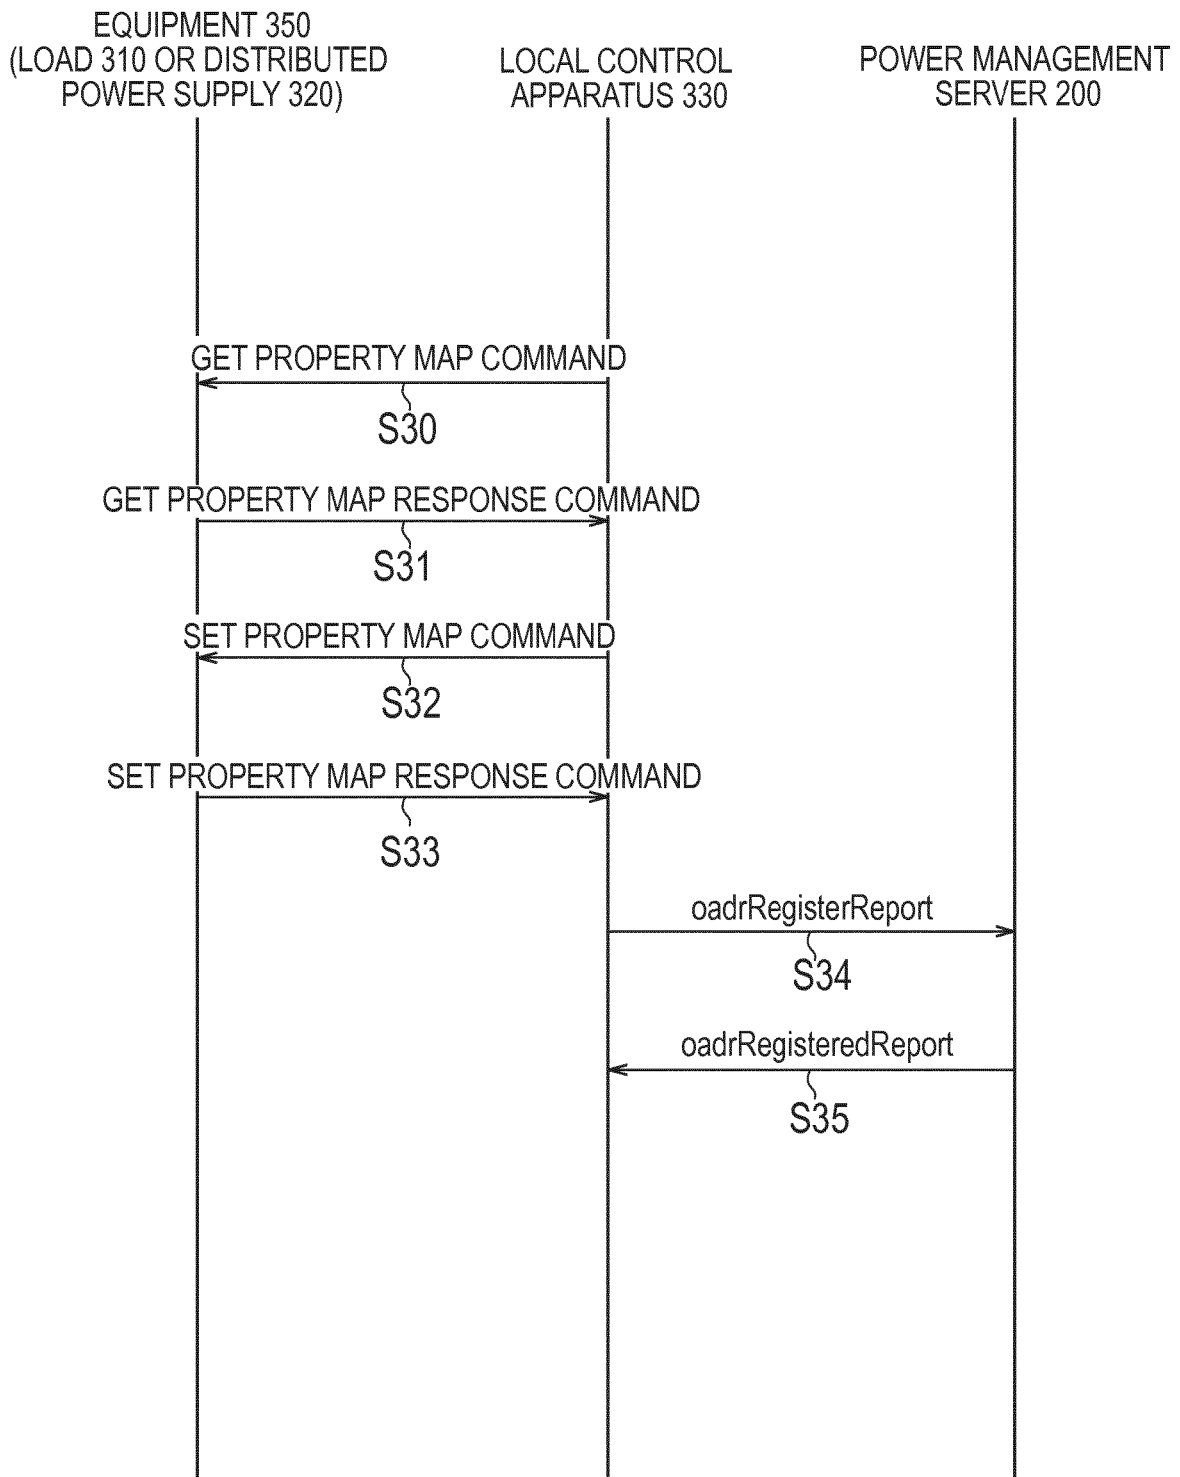 EQUIPMENT 350
(LOAD 310 OR DISTRIBUTED
POWER SUPPLY 320)
LOCAL CONTROL
APPARATUS 330
POWER MANAGEMENT
SERVER 200
GET PROPERTY MAP COMMAND
S30
GET PROPERTY MAP RESPONSE COMMAND
S31
SET PROPERTY MAP COMMAND
S32
SET PROPERTY MAP RESPONSE COMMAND
S33
oadrRegisterReport
S34
oadrRegisteredReport
S35